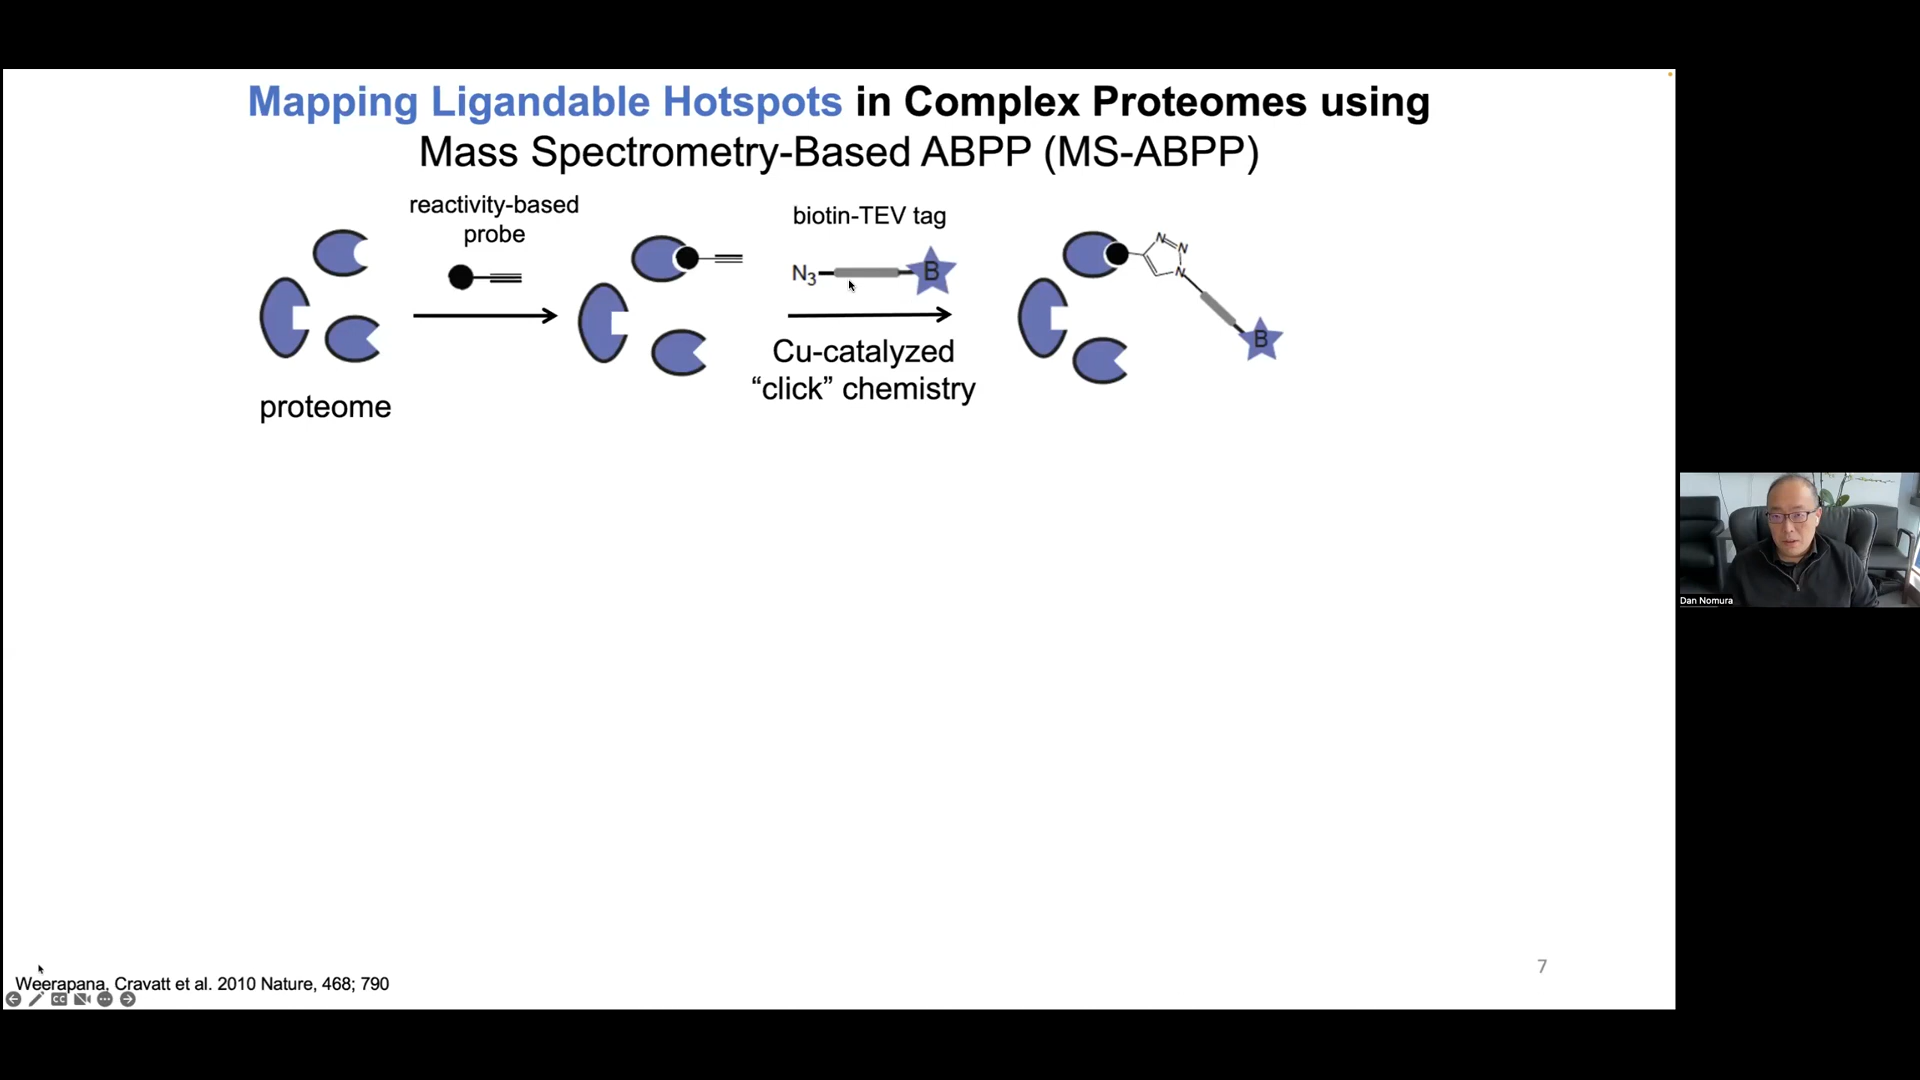 Mapping Ligandable Hotspots in Complex Proteomes using
Mass Spectrometry-Based ABPP (MS-ABPP)
reactivity-based
probe
biotin-TEV tag
N3
B
N
N
N
B
Cu-catalyzed
“click” chemistry
proteome
Dan Nomura
7
Weerapana, Cravatt et al. 2010 Nature, 468; 790
CC